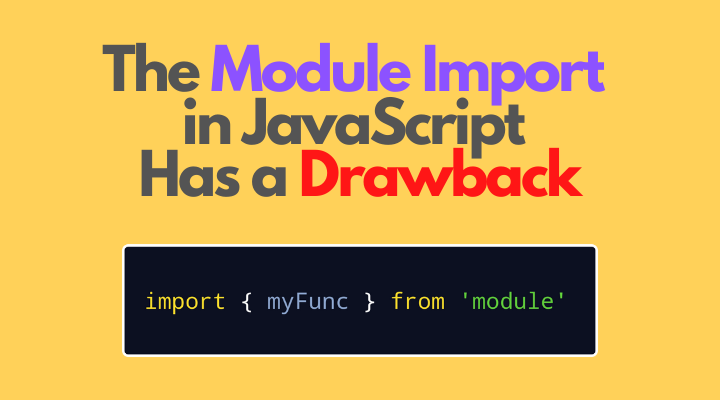 The Module Import
in JavaScript
Has a Drawback
import { myFunc } from 'module'